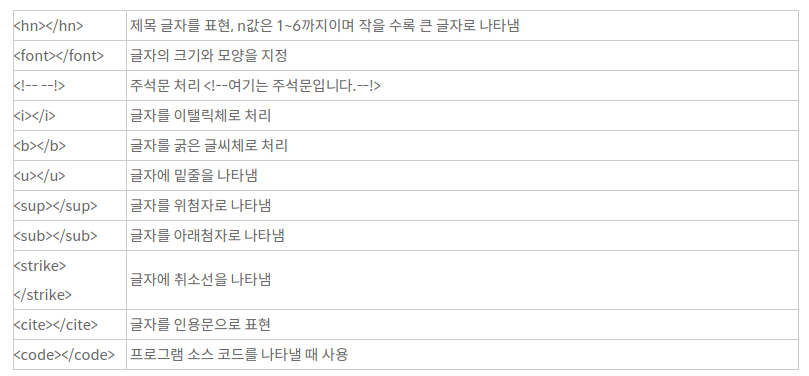 <hn></hn> 제목 글자를 표현, n값은 1~6까지이며 작을 수록 큰 글자로 나타냄
<font></font> 글자의 크기와 모양을 지정
<!-- --!> 주석문 처리 <!--여기는 주석문입니다.--!>
<i></i> 글자를 이탤릭체로 처리
<b></b> 글자를 굵은 글씨체로 처리
<u></u> 글자에 밑줄을 나타냄
<sup></sup> 글자를 위첨자로 나타냄
<sub></sub> 글자를 아래첨자로 나타냄
<strike>
</strike>
글자에 취소선을 나타냄
<cite></cite> 글자를 인용문으로 표현
<code></code> 프로그램 소스 코드를 나타낼 때 사용